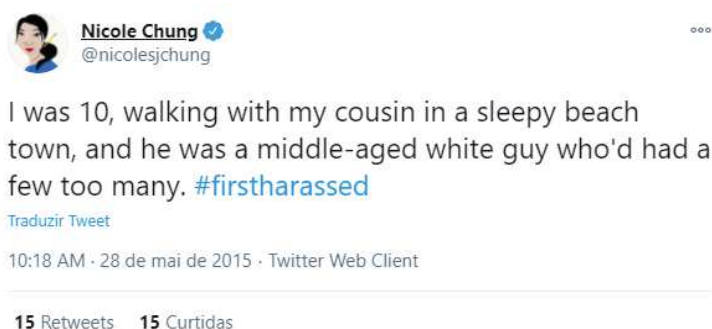 Nicole Chung
@nicolesjchung
I was 10, walking with my cousin in a sleepy beach
town, and he was a middle-aged white guy who'd had a
few too many. #firstharassed
Traduzir Tweet
10:18 AM · 28 de mai de 2015 · Twitter Web Client
15 Retweets 15 Curtidas